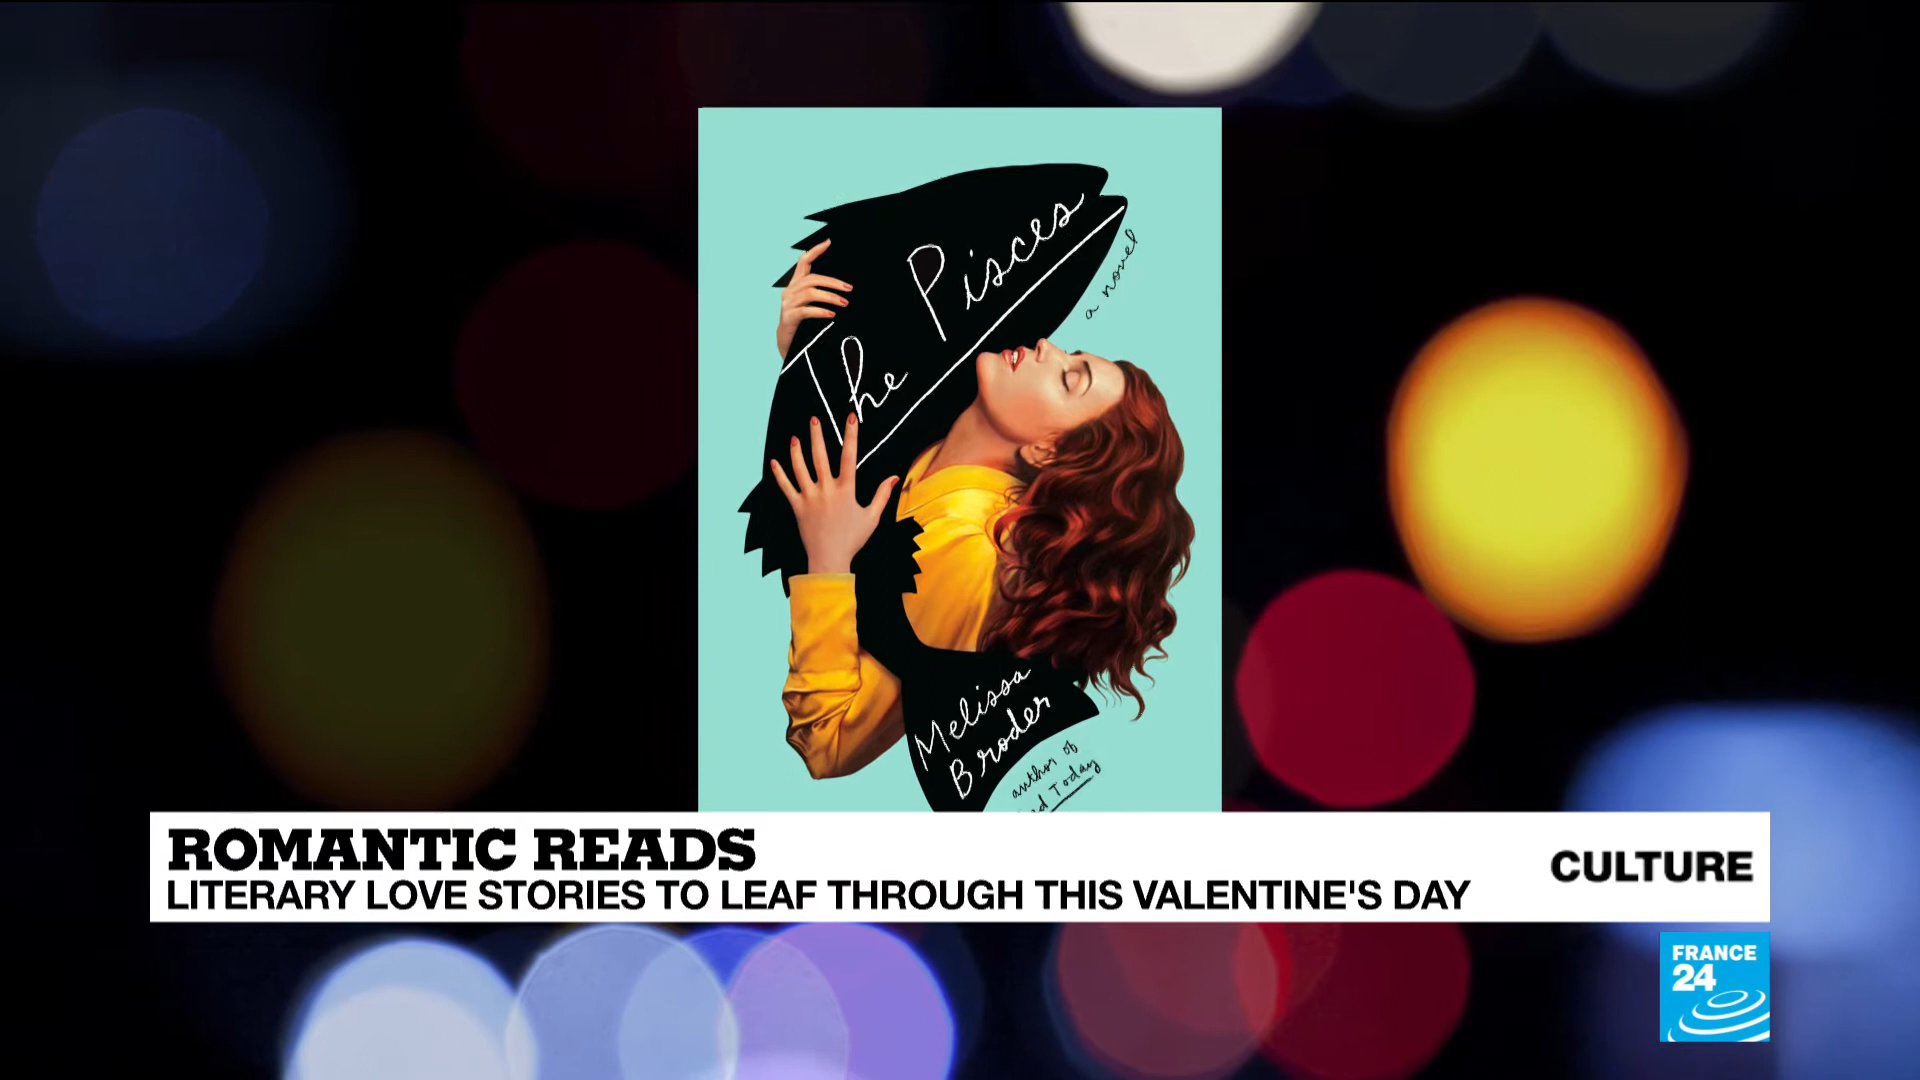 The Pisces
a novel
Melissa
Broder
author of
Today
ROMANTIC READS
LITERARY LOVE STORIES TO LEAF THROUGH THIS VALENTINE'S DAY
CULTURE
FRANCE
24